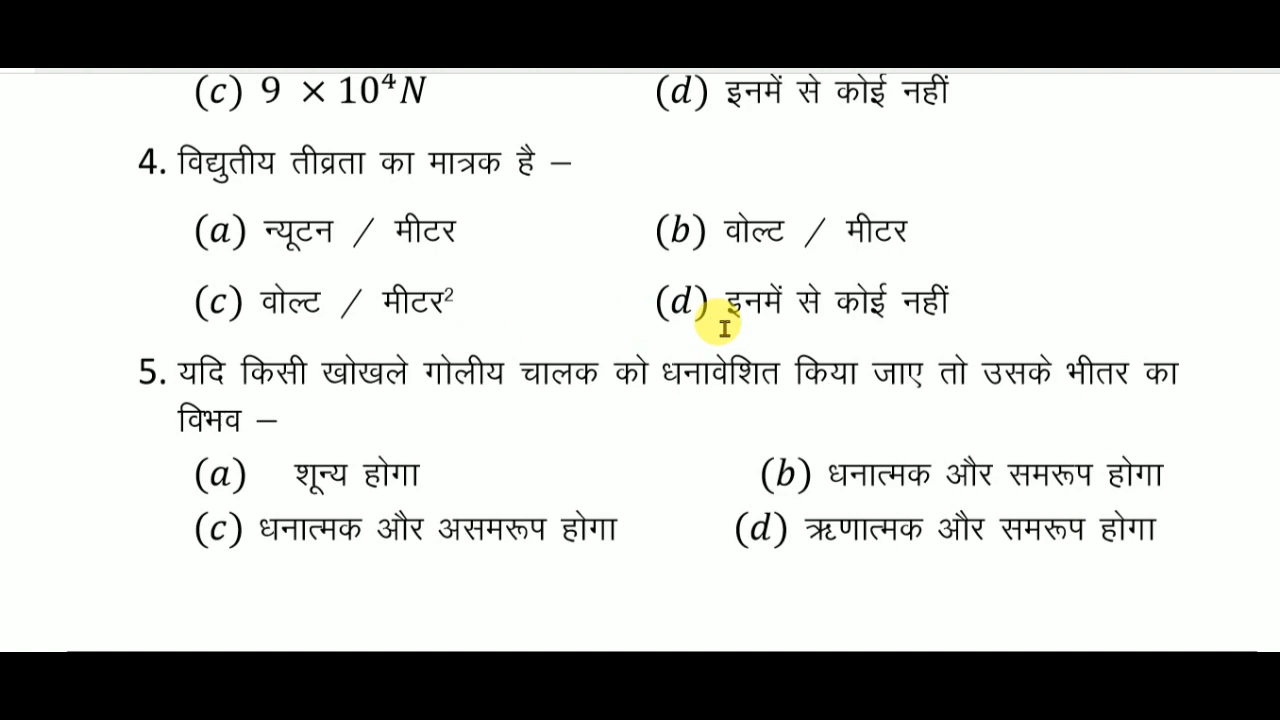 (c) 9 × 10⁴N (d) इनमें से कोई नहीं
4. विद्युतीय तीव्रता का मात्रक है –
(a) न्यूटन / मीटर (b) वोल्ट / मीटर
(c) वोल्ट / मीटर² (d) इनमें से कोई नहीं
5. यदि किसी खोखले गोलीय चालक को धनावेशित किया जाए तो उसके भीतर का
विभव –
(a) शून्य होगा (b) धनात्मक और समरूप होगा
(c) धनात्मक और असमरूप होगा (d) ऋणात्मक और समरूप होगा